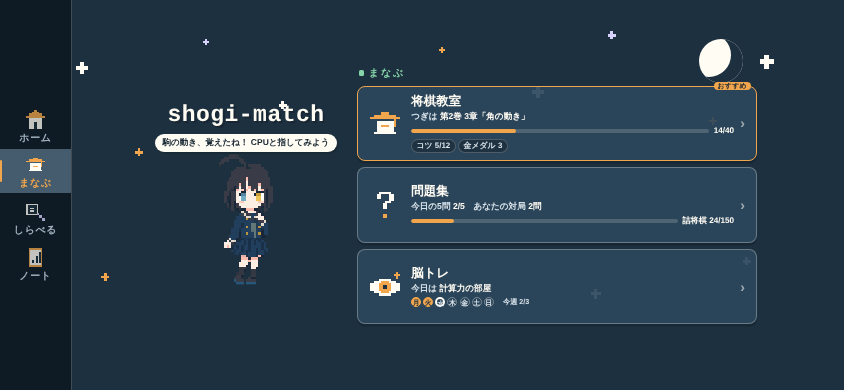 ホーム
まなぶ
しらべる
ノート
shogi-match
駒の動き、覚えたね！ CPUと指してみよう
まなぶ
おすすめ
将棋教室
つぎは 第2巻 3章「角の動き」
14/40
コツ 5/12 金メダル 3
問題集
今日の5問 2/5 あなたの対局 2問
詰将棋 24/150
脳トレ
今日は 計算力の部屋
月 火 木 金 土 日 今週 2/3